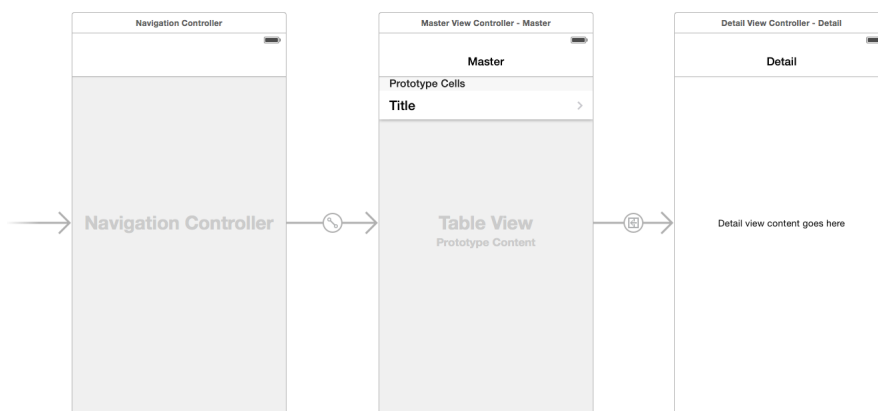 Navigation Controller
Navigation Controller
Master View Controller - Master
Master
Prototype Cells
Title
Table View
Prototype Content
Detail View Controller - Detail
Detail
Detail view content goes here